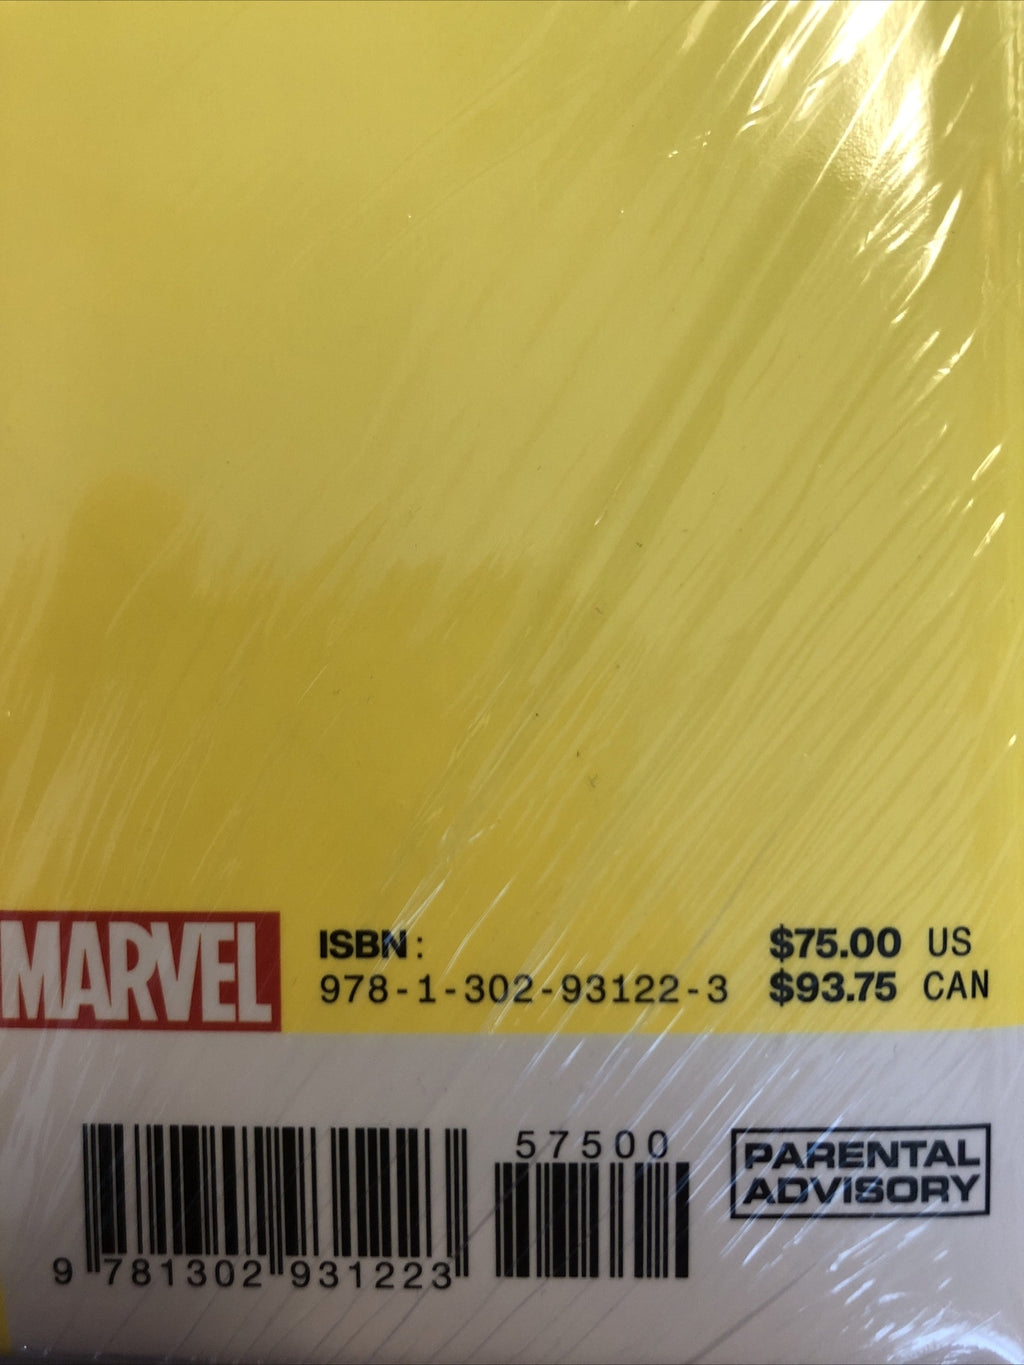 MARVEL
ISBN:
978-1-302-93122-3
$75.00 US
$93.75 CAN
57500
9 781302 931223
PARENTAL
ADVISORY